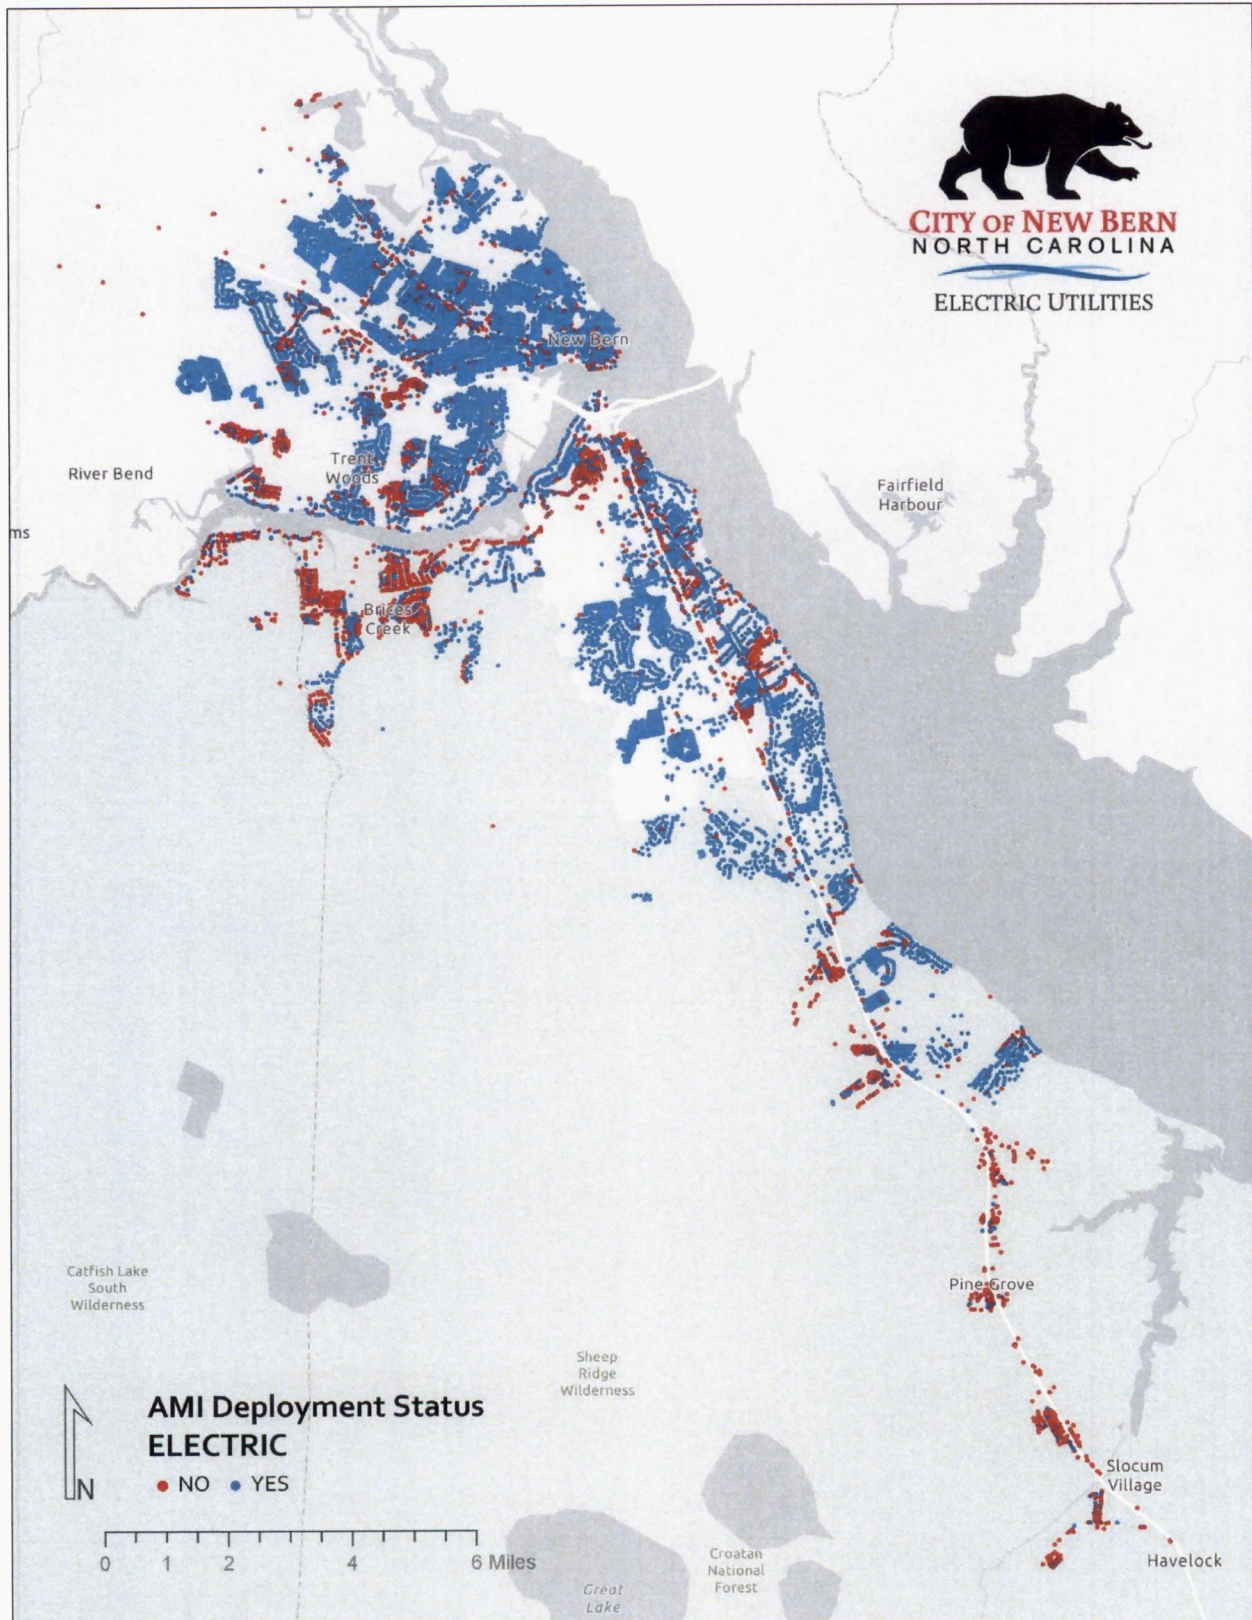 CITY OF NEW BERN
NORTH CAROLINA
ELECTRIC UTILITIES
New Bern
River Bend
Trent
Woods
Fairfield
Harbour
ms
Brices
Creek
Pine Grove
Catfish Lake
South
Wilderness
Sheep
Ridge
Wilderness
AMI Deployment Status
ELECTRIC
NO YES
N
0 1 2 4 6 Miles
Slocum
Village
Havelock
Croatan
National
Forest
Great
Lake